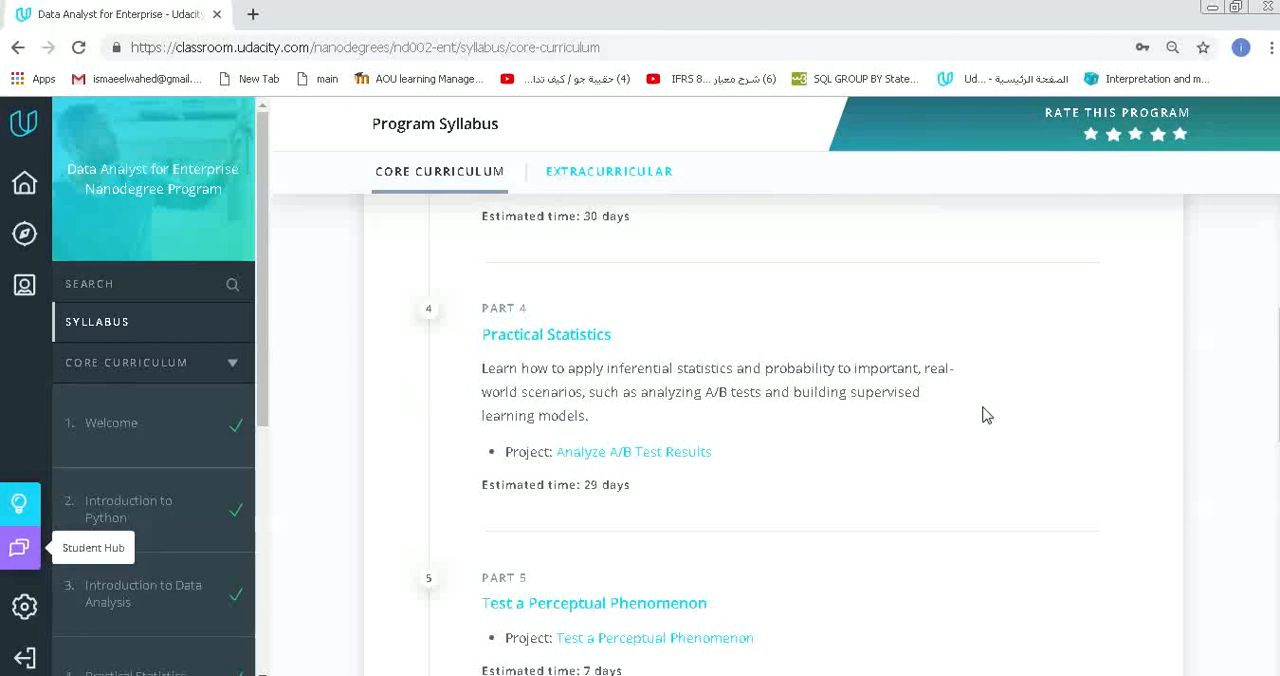 Data Analyst for Enterprise - Udacit
https://classroom.udacity.com/nanodegrees/nd002-ent/syllabus/core-curriculum
Apps
ismaeelwahed@gmail....
New Tab
main
AOU learning Manage...
(4) حقيبة جو / كيف تدا...
(6) شرح معيار IFRS 8...
SQL GROUP BY State...
الصفحة الرئيسية - Ud...
Interpretation and m...
Data Analyst for Enterprise
Nanodegree Program
SEARCH
SYLLABUS
CORE CURRICULUM
1. Welcome
2. Introduction to
Python
3. Introduction to Data
Analysis
4. Practical Statistics
Student Hub
Program Syllabus
RATE THIS PROGRAM
CORE CURRICULUM
EXTRACURRICULAR
Estimated time: 30 days
4
PART 4
Practical Statistics
Learn how to apply inferential statistics and probability to important, real-
world scenarios, such as analyzing A/B tests and building supervised
learning models.
• Project: Analyze A/B Test Results
Estimated time: 29 days
5
PART 5
Test a Perceptual Phenomenon
• Project: Test a Perceptual Phenomenon
Estimated time: 7 days